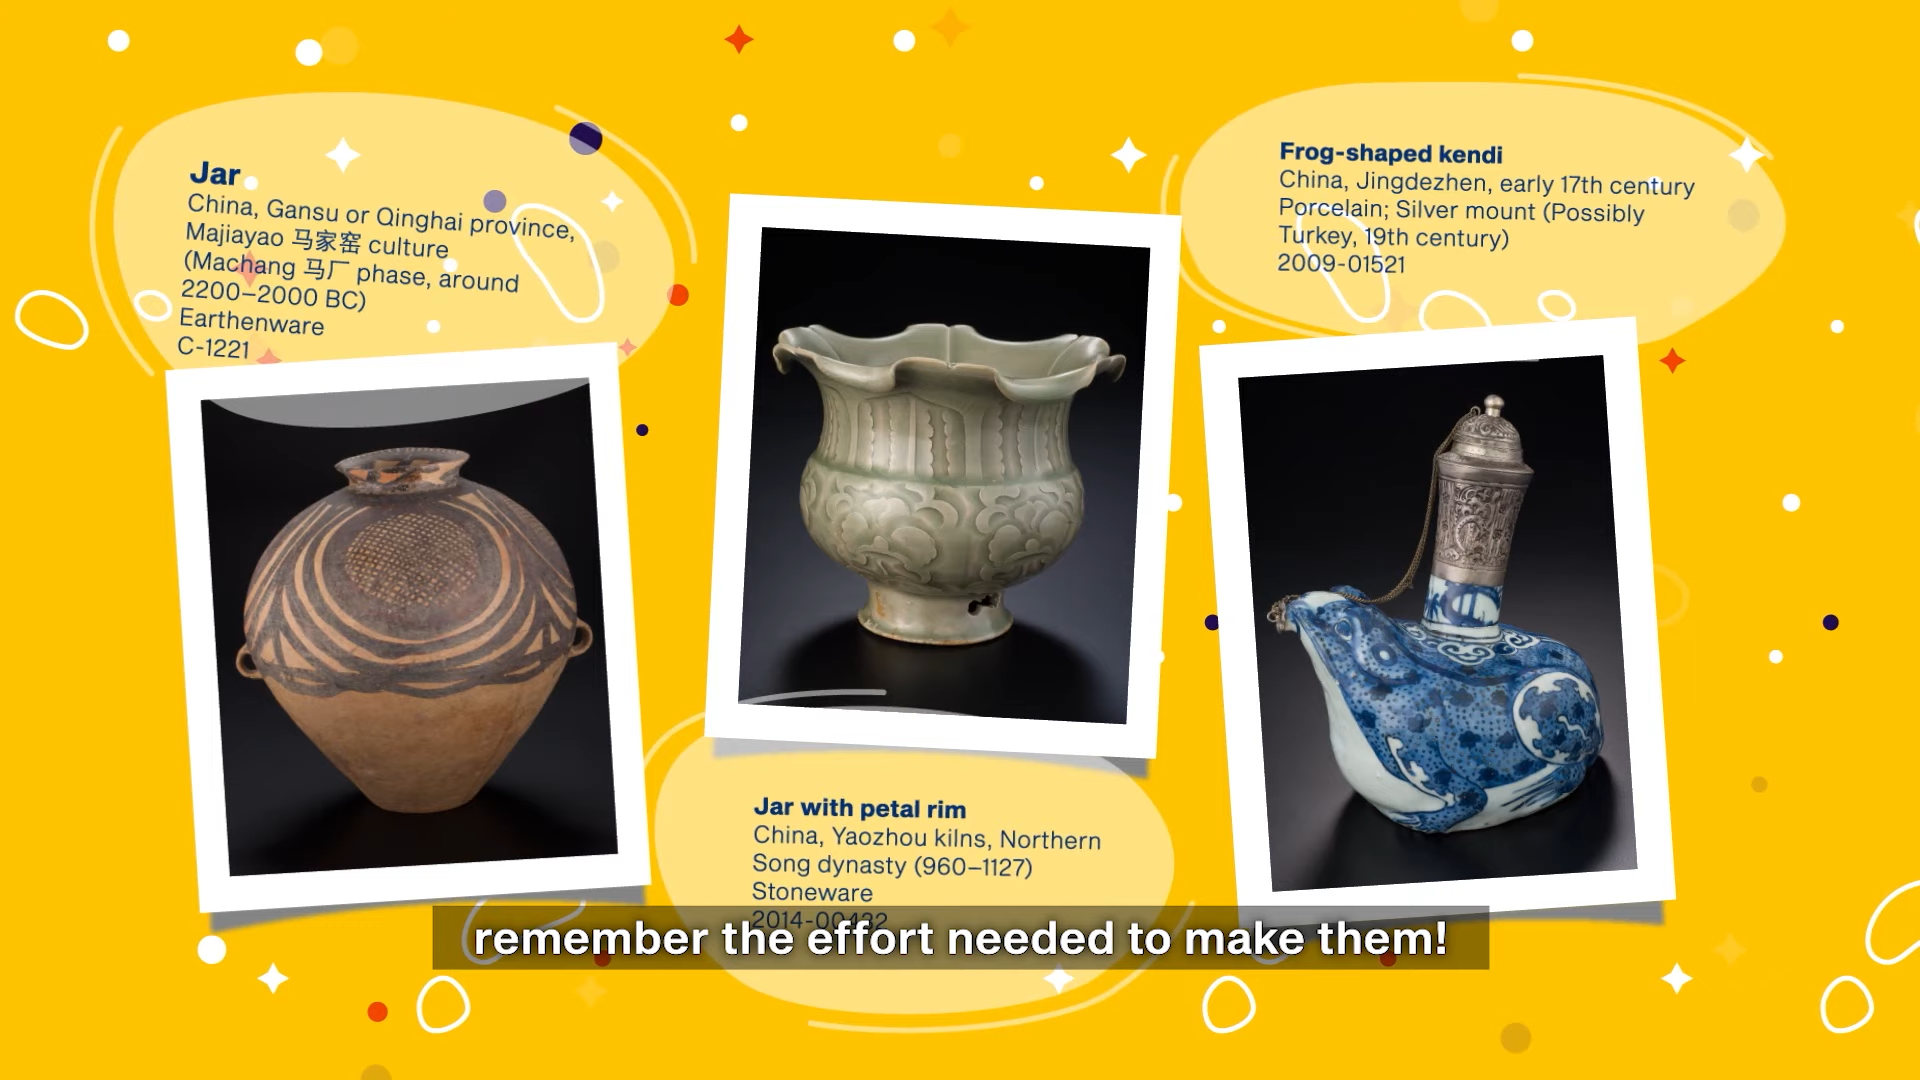 Jar
China, Gansu or Qinghai province,
Majiayao 马家窑 culture
(Machang 马厂 phase, around
2200–2000 BC)
Earthenware
C-1221
Frog-shaped kendi
China, Jingdezhen, early 17th century
Porcelain; Silver mount (Possibly
Turkey, 19th century)
2009-01521
Jar with petal rim
China, Yaozhou kilns, Northern
Song dynasty (960–1127)
Stoneware
remember the effort needed to make them!